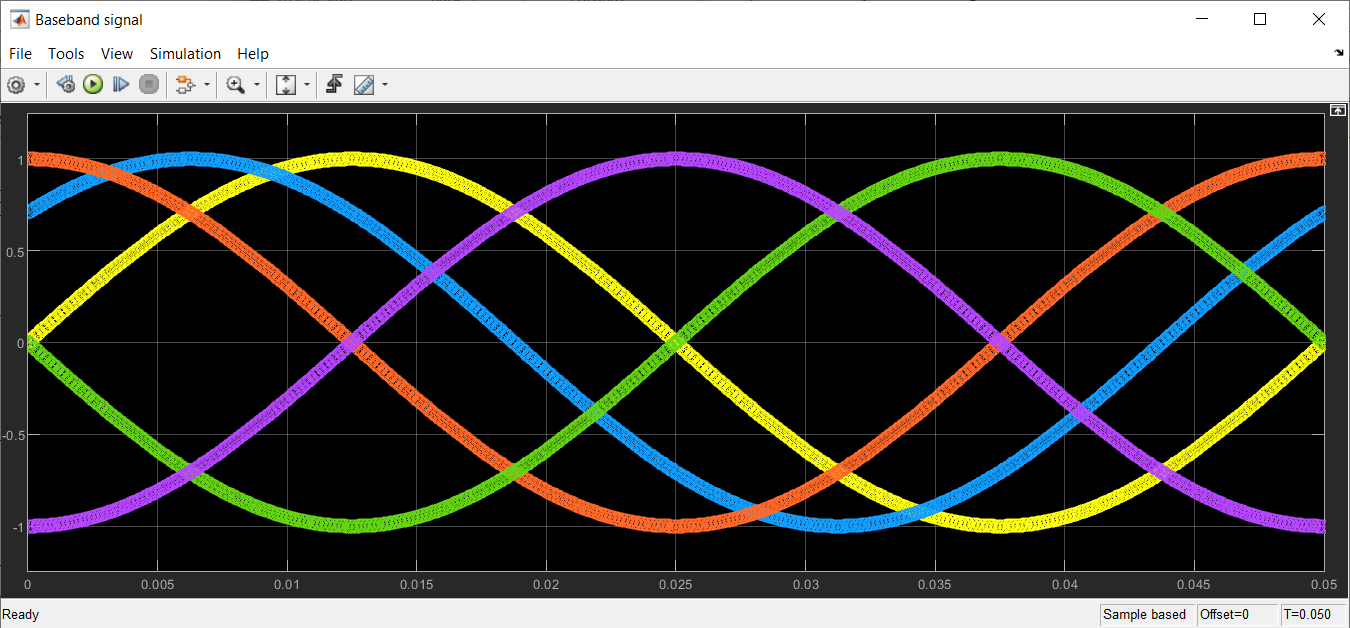 Baseband signal
File Tools View Simulation Help
1
0.5
0
-0.5
-1
0 0.005 0.01 0.015 0.02 0.025 0.03 0.035 0.04 0.045 0.05
Ready Sample based Offset=0 T=0.050